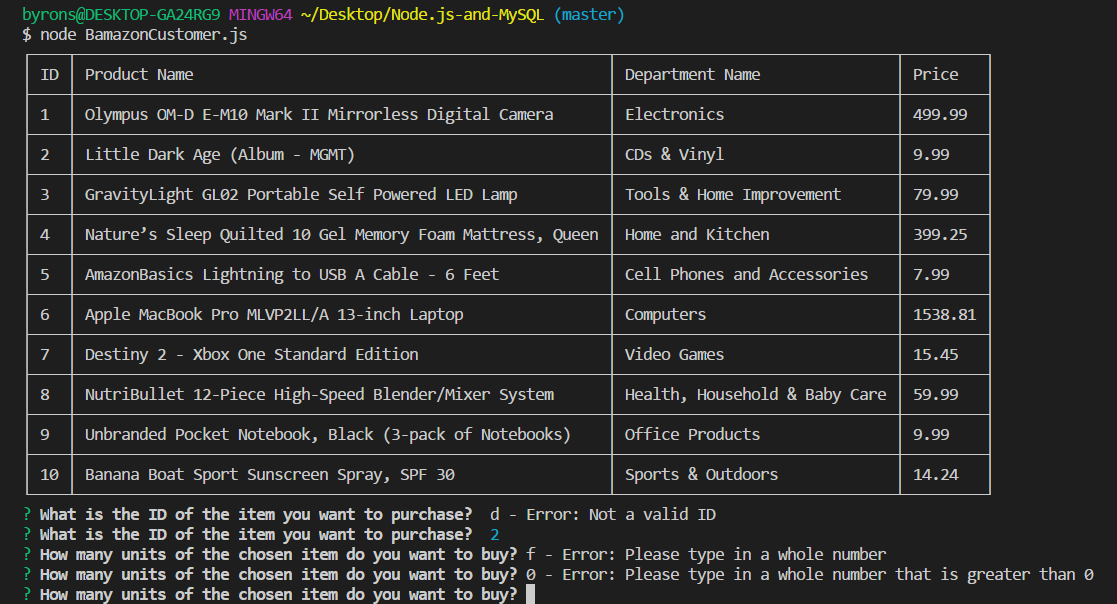 byrons@DESKTOP-GA24RG9 MINGW64 ~/Desktop/Node.js-and-MySQL (master)
$ node BamazonCustomer.js
ID Product Name Department Name Price
1 Olympus OM-D E-M10 Mark II Mirrorless Digital Camera Electronics 499.99
2 Little Dark Age (Album - MGMT) CDs & Vinyl 9.99
3 GravityLight GL02 Portable Self Powered LED Lamp Tools & Home Improvement 79.99
4 Nature’s Sleep Quilted 10 Gel Memory Foam Mattress, Queen Home and Kitchen 399.25
5 AmazonBasics Lightning to USB A Cable - 6 Feet Cell Phones and Accessories 7.99
6 Apple MacBook Pro MLVP2LL/A 13-inch Laptop Computers 1538.81
7 Destiny 2 - Xbox One Standard Edition Video Games 15.45
8 NutriBullet 12-Piece High-Speed Blender/Mixer System Health, Household & Baby Care 59.99
9 Unbranded Pocket Notebook, Black (3-pack of Notebooks) Office Products 9.99
10 Banana Boat Sport Sunscreen Spray, SPF 30 Sports & Outdoors 14.24
? What is the ID of the item you want to purchase? d - Error: Not a valid ID
? What is the ID of the item you want to purchase? 2
? How many units of the chosen item do you want to buy? f - Error: Please type in a whole number
? How many units of the chosen item do you want to buy? 0 - Error: Please type in a whole number that is greater than 0
? How many units of the chosen item do you want to buy?